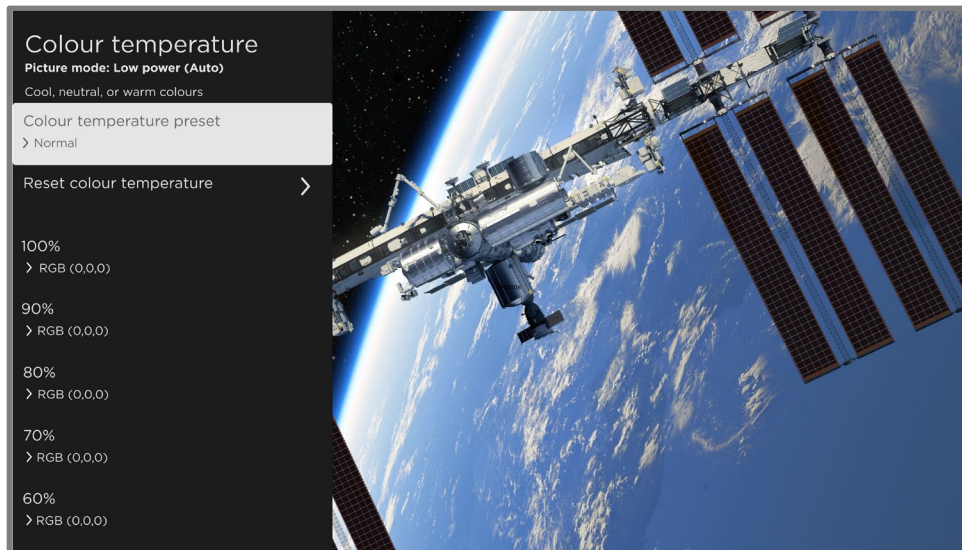 Colour temperature
Picture mode: Low power (Auto)
Cool, neutral, or warm colours
Colour temperature preset
Normal
Reset colour temperature
100%
RGB (0,0,0)
90%
RGB (0,0,0)
80%
RGB (0,0,0)
70%
RGB (0,0,0)
60%
RGB (0,0,0)